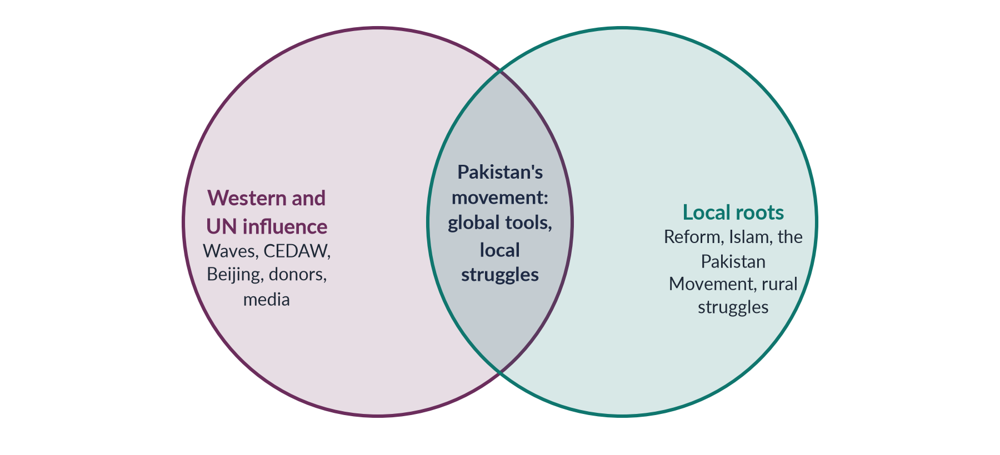 Western and
UN influence
Waves, CEDAW,
Beijing, donors,
media
Pakistan's
movement:
global tools,
local
struggles
Local roots
Reform, Islam, the
Pakistan
Movement, rural
struggles